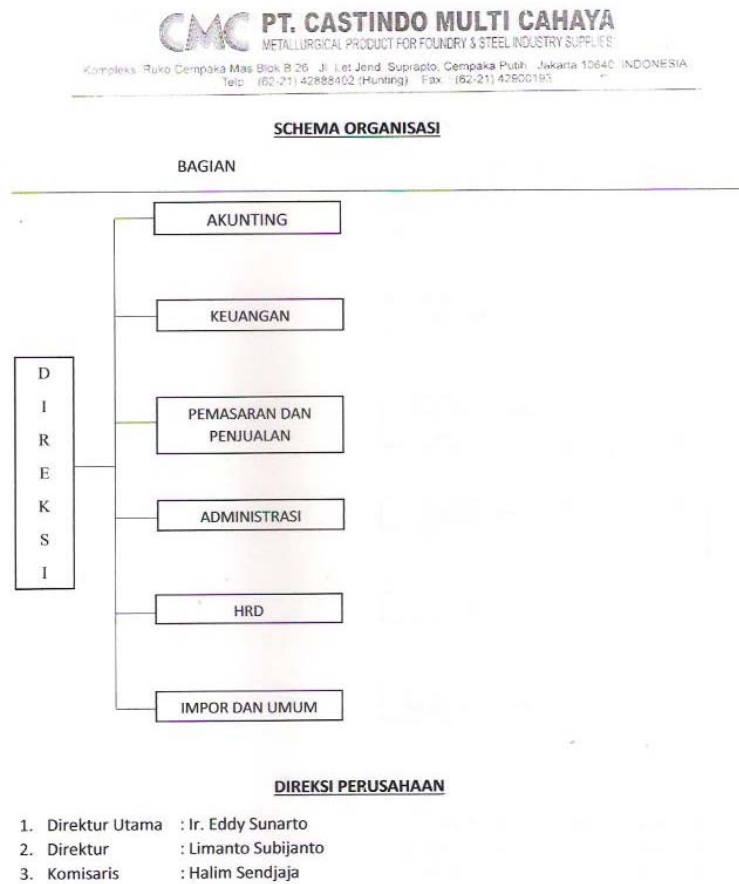 CMC PT. CASTINDO MULTI CAHAYA
METALLURGICAL PRODUCT FOR FOUNDRY & STEEL INDUSTRY SUPPLIES
Kompleks Ruko Cempaka Mas Blok B 26 Jl. Let Jend. Suprapto, Cempaka Putih Jakarta 10640 INDONESIA
Telp. (62-21) 42888402 (Hunting) Fax. (62-21) 42900193
SCHEMA ORGANISASI
BAGIAN
AKUNTING
KEUANGAN
PEMASARAN DAN
PENJUALAN
ADMINISTRASI
HRD
IMPOR DAN UMUM
D
I
R
E
K
S
I
DIREKSI PERUSAHAAN
1. Direktur Utama : Ir. Eddy Sunarto
2. Direktur : Limanto Subijanto
3. Komisaris : Halim Sendjaja